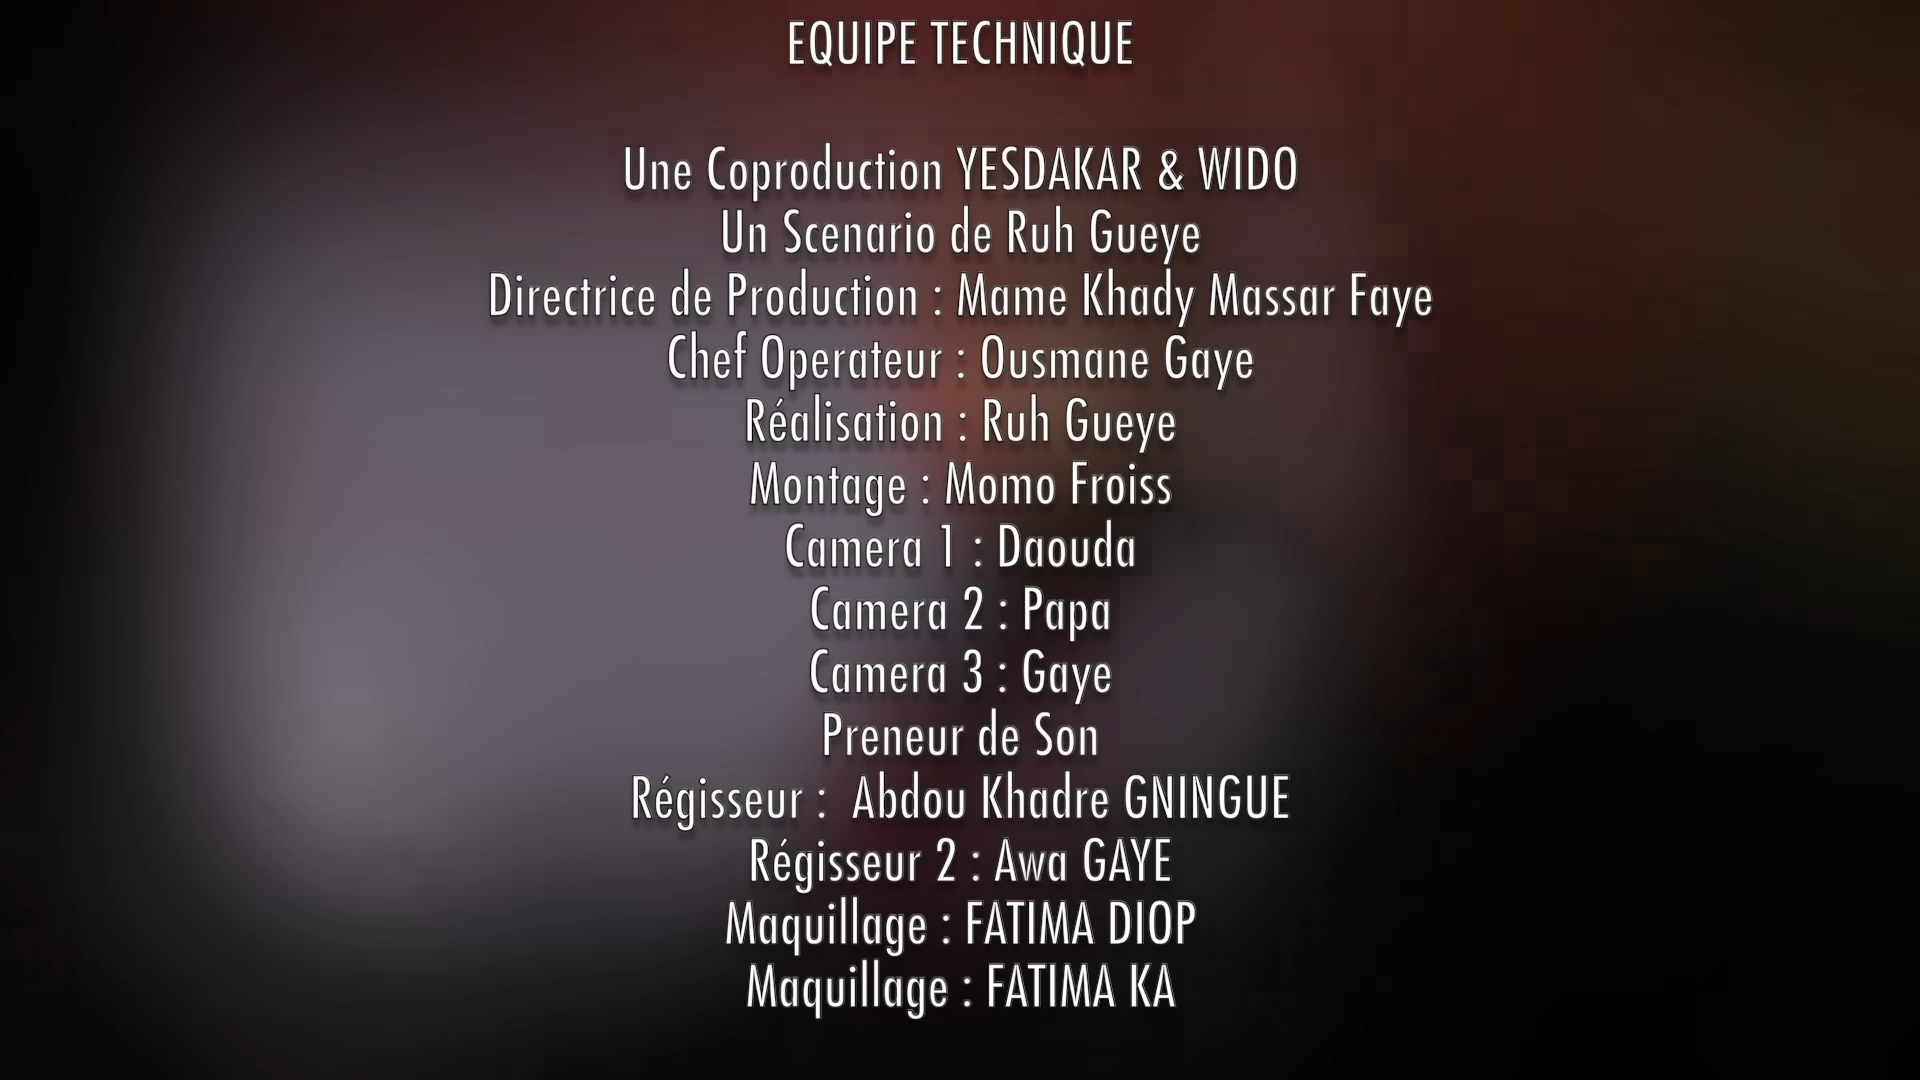 EQUIPE TECHNIQUE
Une Coproduction YESDAKAR & WIDO
Un Scenario de Ruh Gueye
Directrice de Production : Mame Khady Massar Faye
Chef Operateur : Ousmane Gaye
Réalisation : Ruh Gueye
Montage : Momo Froiss
Camera 1 : Daouda
Camera 2 : Papa
Camera 3 : Gaye
Preneur de Son
Régisseur :  Abdou Khadre GNINGUE
Régisseur 2 : Awa GAYE
Maquillage : FATIMA DIOP
Maquillage : FATIMA KA